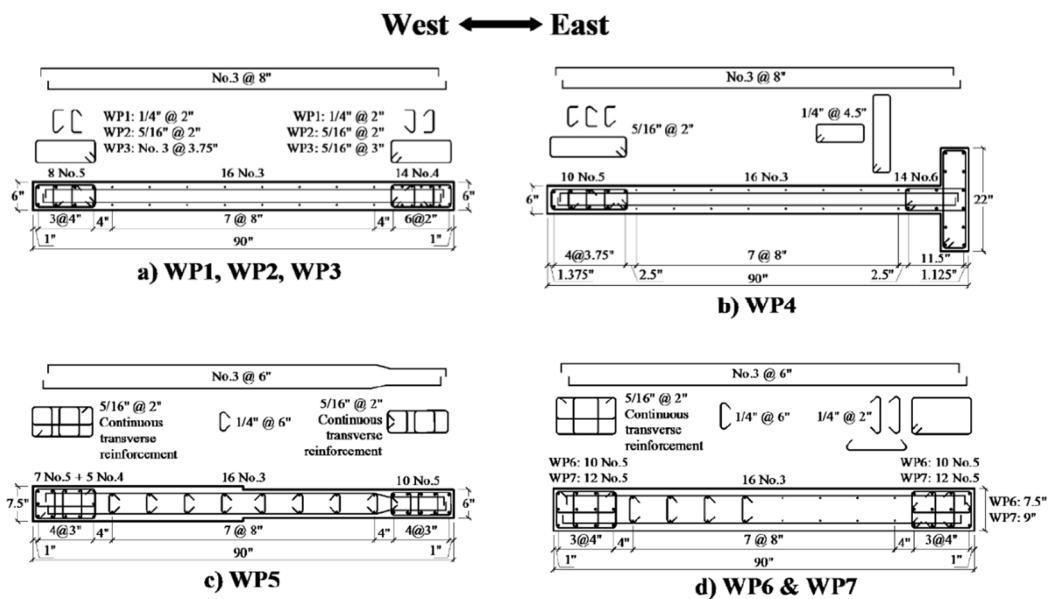 West East
No.3 @ 8"
WP1: 1/4" @ 2"
WP2: 5/16" @ 2"
WP3: No. 3 @ 3.75"
WP1: 1/4" @ 2"
WP2: 5/16" @ 2"
WP3: 5/16" @ 3"
8 No.5 16 No.3 14 No.4
6" 6"
3@4" 4" 7 @ 8" 4" 6@2"
1" 90" 1"
a) WP1, WP2, WP3
No.3 @ 8"
5/16" @ 2"
1/4" @ 4.5"
10 No.5 16 No.3 14 No.6
6" 22"
4@3.75" 7 @ 8" 11.5"
1.375" 2.5" 90" 2.5" 1.125"
b) WP4
No.3 @ 6"
5/16" @ 2"
Continuous
transverse
reinforcement
1/4" @ 6"
5/16" @ 2"
Continuous
transverse
reinforcement
7 No.5 + 5 No.4 16 No.3 10 No.5
7.5" 6"
4@3" 4" 7 @ 8" 4" 4@3"
1" 90" 1"
c) WP5
No.3 @ 6"
5/16" @ 2"
Continuous
transverse
reinforcement
1/4" @ 6"
1/4" @ 2"
WP6: 10 No.5
WP7: 12 No.5
16 No.3
WP6: 10 No.5
WP7: 12 No.5
WP6: 7.5"
WP7: 9"
3@4" 4" 7 @ 8" 4" 3@4"
1" 90" 1"
d) WP6 & WP7